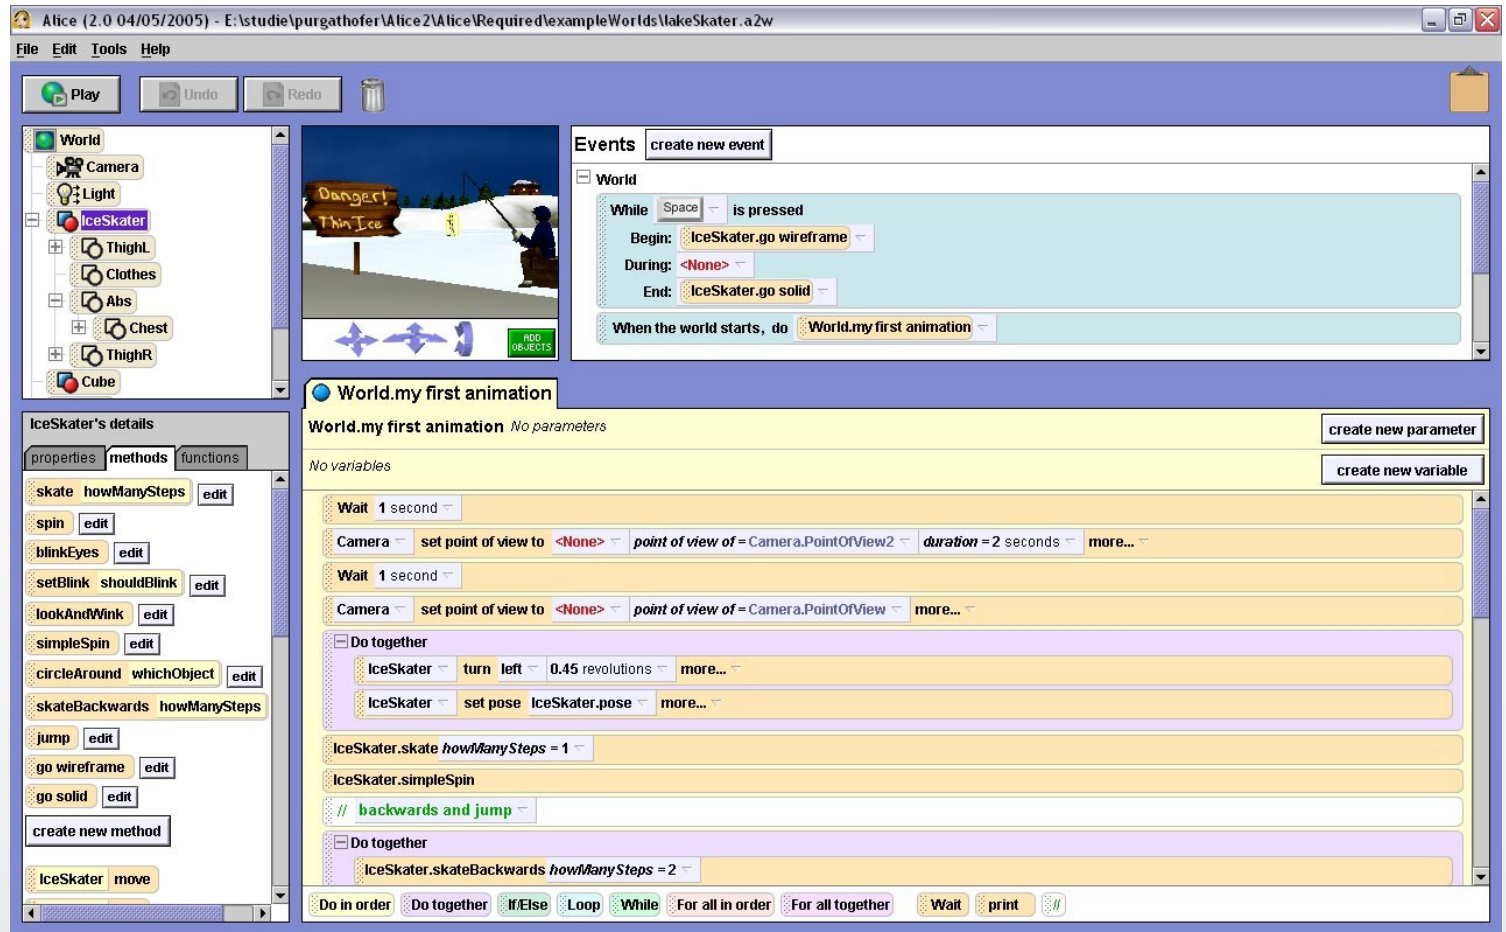 Alice (2.0 04/05/2005) - E:\studie\purgathofer\Alice2\Alice\Required\exampleWorlds\lakeSkater.a2w
File Edit Tools Help
Play Undo Redo
World
Camera
Light
IceSkater
ThighL
Clothes
Abs
Chest
ThighR
Cube
Danger!
Thin Ice
ADD
OBJECTS
Events create new event
World
While Space is pressed
Begin: IceSkater.go wireframe
During: <None>
End: IceSkater.go solid
When the world starts, do World.my first animation
IceSkater's details
properties methods functions
skate howManySteps edit
spin edit
blinkEyes edit
setBlink shouldBlink edit
lookAndWink edit
simpleSpin edit
circleAround whichObject edit
skateBackwards howManySteps
jump edit
go wireframe edit
go solid edit
create new method
IceSkater move
World.my first animation
World.my first animation No parameters create new parameter
No variables create new variable
Wait 1 second
Camera set point of view to <None> point of view of = Camera.PointOfView2 duration = 2 seconds more...
Wait 1 second
Camera set point of view to <None> point of view of = Camera.PointOfView more...
Do together
IceSkater turn left 0.45 revolutions more...
IceSkater set pose IceSkater.pose more...
IceSkater.skate howManySteps = 1
IceSkater.simpleSpin
// backwards and jump
Do together
IceSkater.skateBackwards howManySteps = 2
Do in order Do together If/Else Loop While For all in order For all together Wait print //